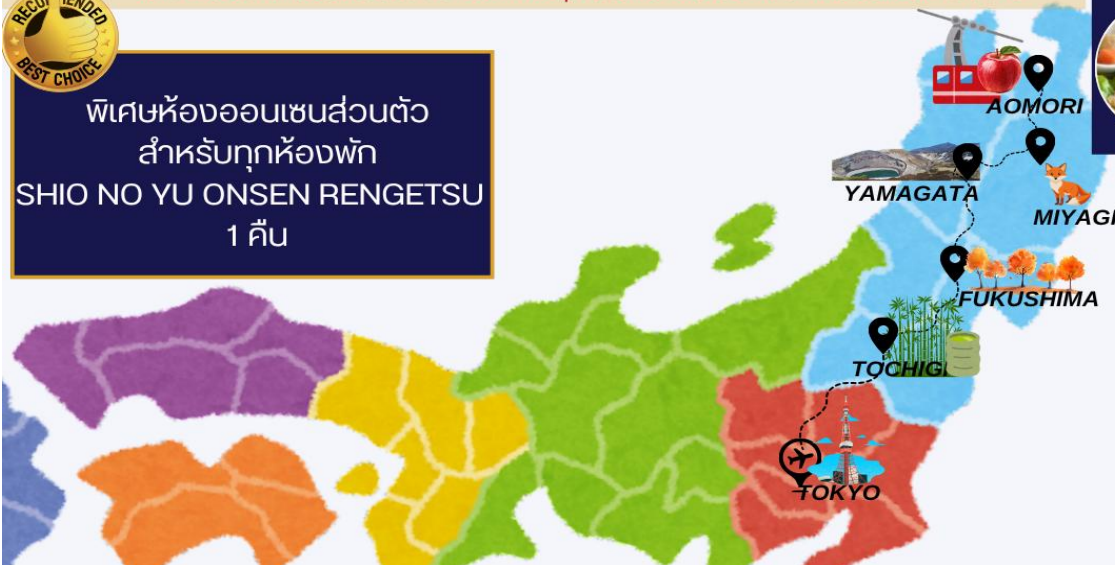 RECOMMENDED
BEST CHOICE
พิเศษห้องออนเซนส่วนตัว
สำหรับทุกห้องพัก
SHIO NO YU ONSEN RENGETSU
1 คืน
AOMORI
YAMAGATA
MIYAGI
FUKUSHIMA
TOCHIGI
TOKYO